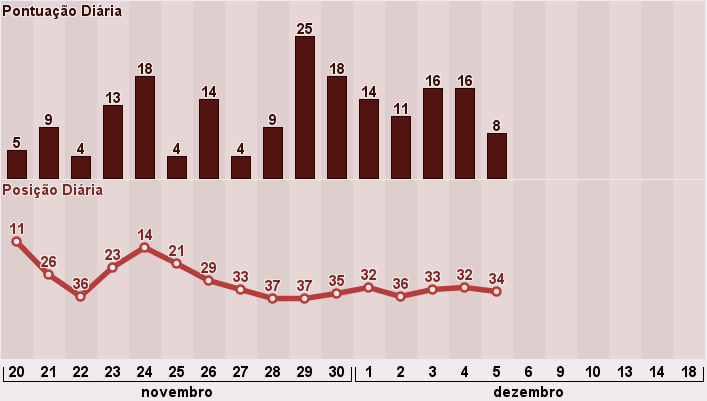 Pontuação Diária
5 9 4 13 18 4 14 4 9 25 18 14 11 16 16 8
Posição Diária
11 26 36 23 14 21 29 33 37 37 35 32 36 33 32 34
20 21 22 23 24 25 26 27 28 29 30 1 2 3 4 5 6 9 10 13 14 18
novembro dezembro